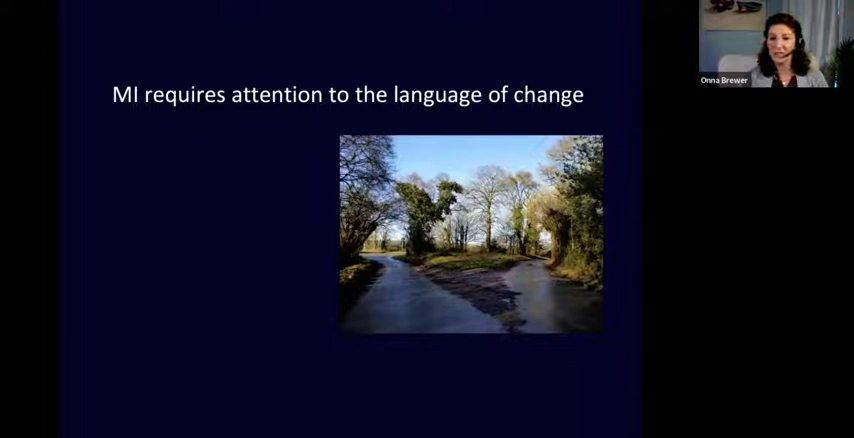 MI requires attention to the language of change
Onna Brewer